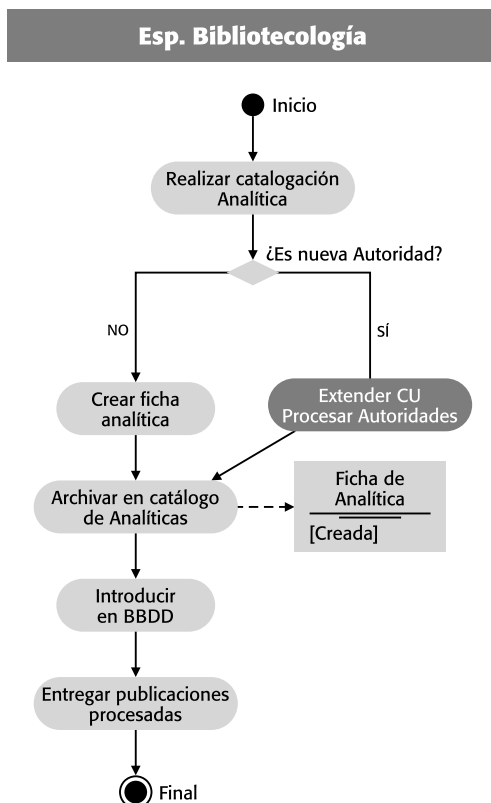 Esp. Bibliotecología
Inicio
Realizar catalogación
Analítica
¿Es nueva Autoridad?
NO
SÍ
Crear ficha
analítica
Extender CU
Procesar Autoridades
Archivar en catálogo
de Analíticas
Ficha de
Analítica
[Creada]
Introducir
en BBDD
Entregar publicaciones
procesadas
Final